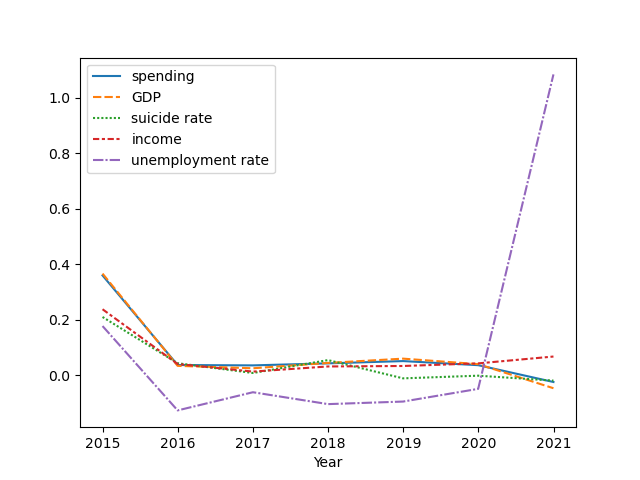 spending
GDP
suicide rate
income
unemployment rate
1.0
0.8
0.6
0.4
0.2
0.0
2015 2016 2017 2018 2019 2020 2021
Year